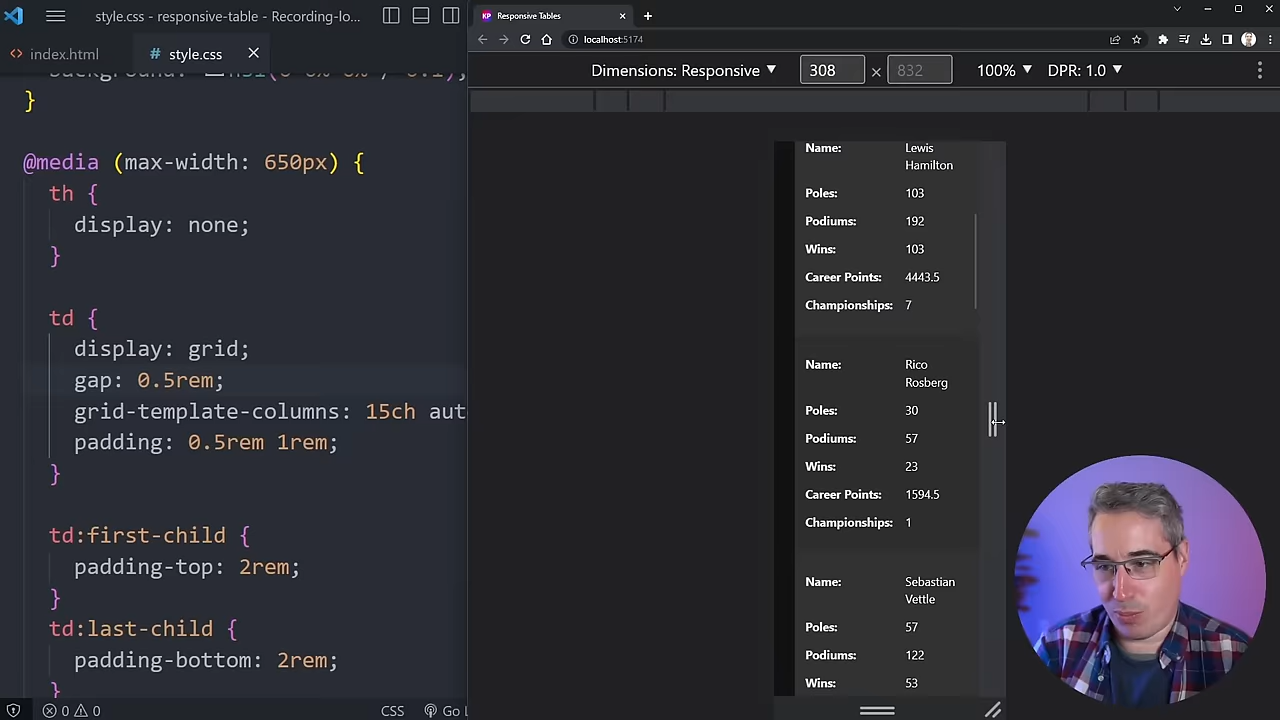 style.css - responsive-table - Recording-lo...
index.html
# style.css
}
@media (max-width: 650px) {
th {
display: none;
}
td {
display: grid;
gap: 0.5rem;
grid-template-columns: 15ch aut
padding: 0.5rem 1rem;
}
td:first-child {
padding-top: 2rem;
}
td:last-child {
padding-bottom: 2rem;
}
0 0
CSS
Go L
KP Responsive Tables
localhost:5174
Dimensions: Responsive 308 × 832 100% DPR: 1.0
Name: Lewis
Hamilton
Poles: 103
Podiums: 192
Wins: 103
Career Points: 4443.5
Championships: 7
Name: Rico
Rosberg
Poles: 30
Podiums: 57
Wins: 23
Career Points: 1594.5
Championships: 1
Name: Sebastian
Vettle
Poles: 57
Podiums: 122
Wins: 53